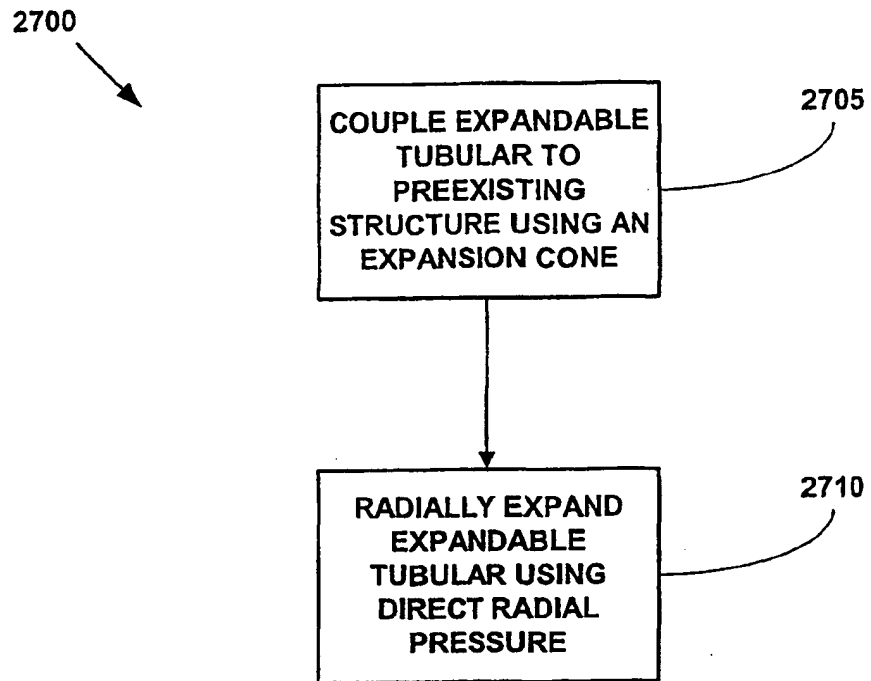 2700
COUPLE EXPANDABLE
TUBULAR TO
PREEXISTING
STRUCTURE USING AN
EXPANSION CONE
2705
RADIALLY EXPAND
EXPANDABLE
TUBULAR USING
DIRECT RADIAL
PRESSURE
2710